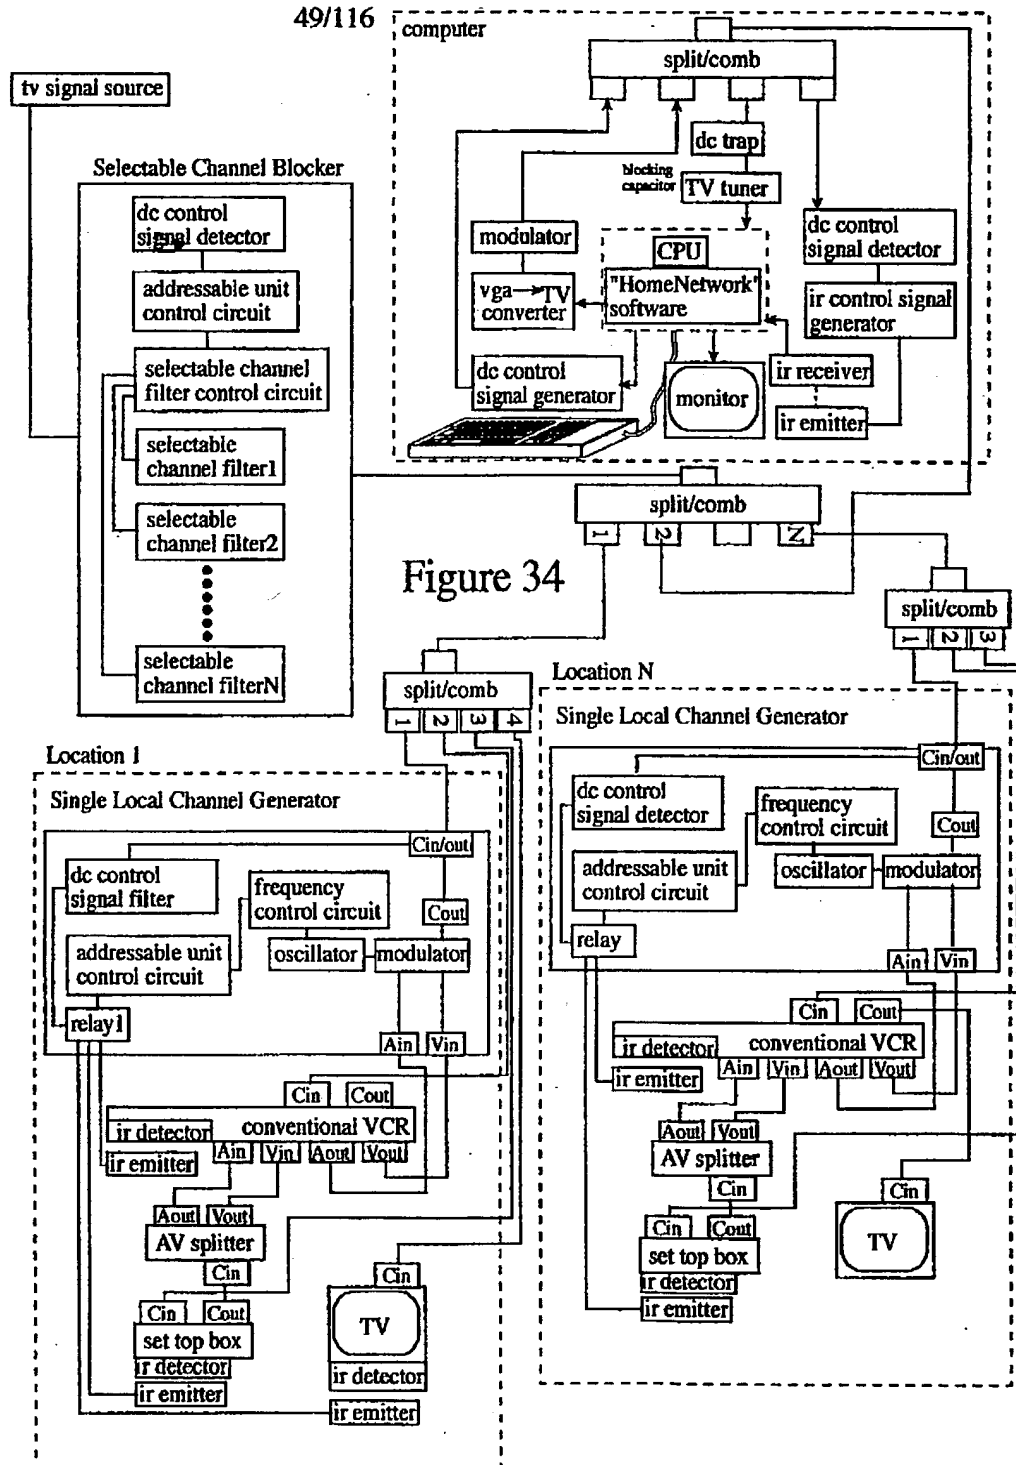 49/116
computer
split/comb
tv signal source
dc trap
blocking
capacitor
TV tuner
Selectable Channel Blocker
dc control
signal detector
addressable unit
control circuit
selectable channel
filter control circuit
selectable
channel filter1
selectable
channel filter2
selectable
channel filterN
modulator
CPU
"HomeNetwork"
software
vga→TV
converter
dc control
signal detector
ir control signal
generator
dc control
signal generator
monitor
ir receiver
ir emitter
split/comb
1
2
N
Figure 34
split/comb
1
2
3
split/comb
1
2
3
4
Location 1
Single Local Channel Generator
Cin/out
dc control
signal filter
frequency
control circuit
Cout
addressable unit
control circuit
oscillator
modulator
relay1
Ain
Vin
Cin
Cout
conventional VCR
ir detector
Ain
Vin
Aout
Vout
ir emitter
Aout
Vout
AV splitter
Cin
Cin
Cout
set top box
ir detector
ir emitter
Cin
TV
ir detector
ir emitter
Location N
Single Local Channel Generator
Cin/out
dc control
signal detector
frequency
control circuit
Cout
addressable unit
control circuit
oscillator
modulator
relay
Ain
Vin
Cin
Cout
conventional VCR
ir detector
Ain
Vin
Aout
Vout
ir emitter
Aout
Vout
AV splitter
Cin
Cin
Cout
set top box
ir detector
ir emitter
Cin
TV